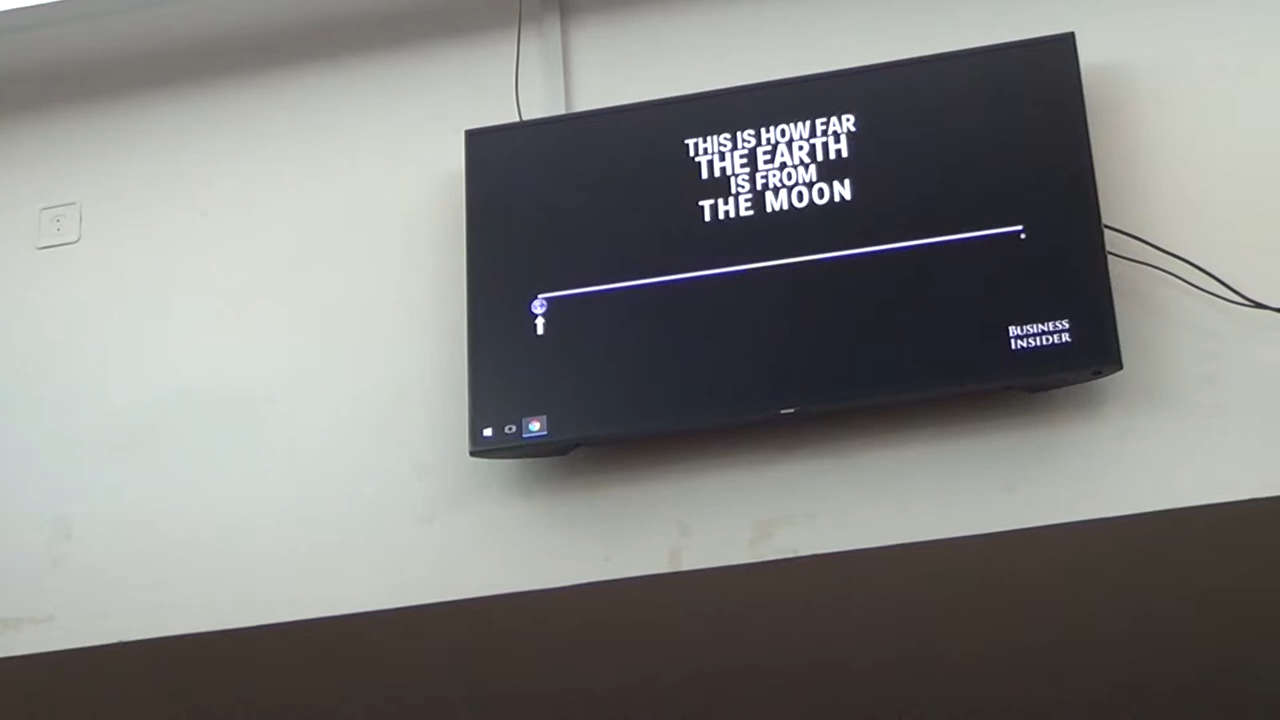 THIS IS HOW FAR
THE EARTH
IS FROM
THE MOON
BUSINESS
INSIDER